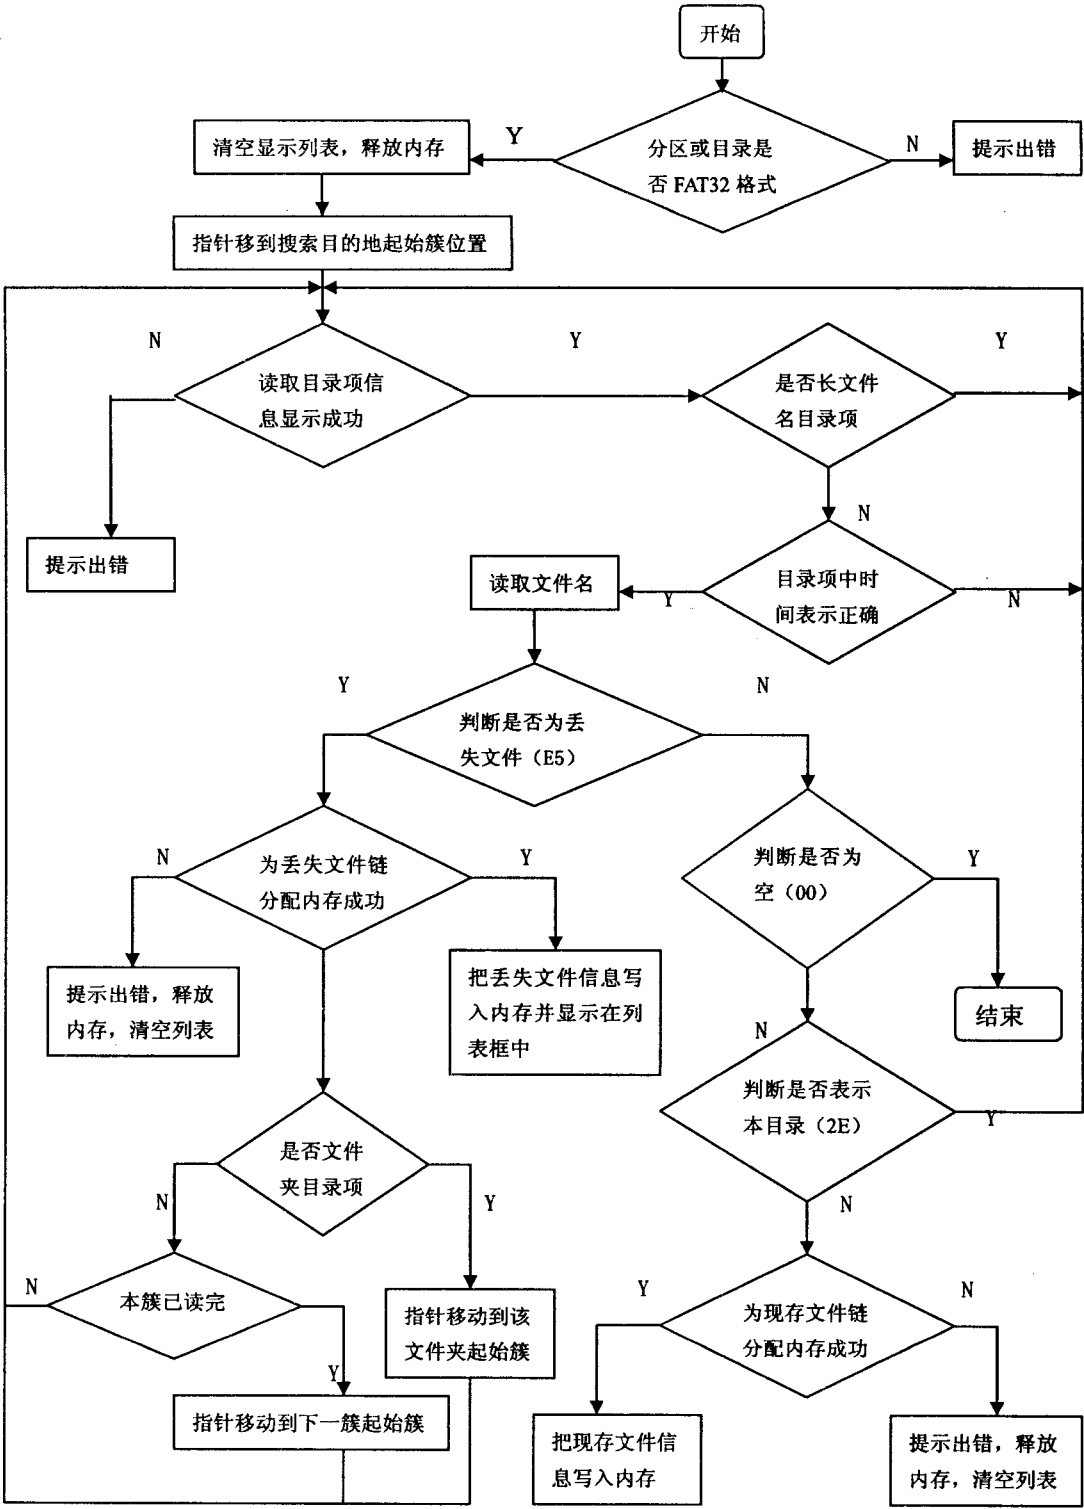 开始
Y
分区或目录是
否 FAT32 格式
N
提示出错
清空显示列表，释放内存
指针移到搜索目的地起始簇位置
N
读取目录项信
息显示成功
Y
是否长文件
名目录项
Y
提示出错
N
读取文件名
Y
目录项中时
间表示正确
N
Y
判断是否为丢
失文件（E5）
N
N
为丢失文件链
分配内存成功
Y
判断是否为
空（00）
Y
提示出错，释放
内存，清空列表
把丢失文件信息写
入内存并显示在列
表框中
结束
N
判断是否表示
本目录（2E）
Y
是否文件
夹目录项
N
Y
N
N
本簇已读完
Y
指针移动到该
文件夹起始簇
Y
为现存文件链
分配内存成功
N
指针移动到下一簇起始簇
把现存文件信
息写入内存
提示出错，释放
内存，清空列表